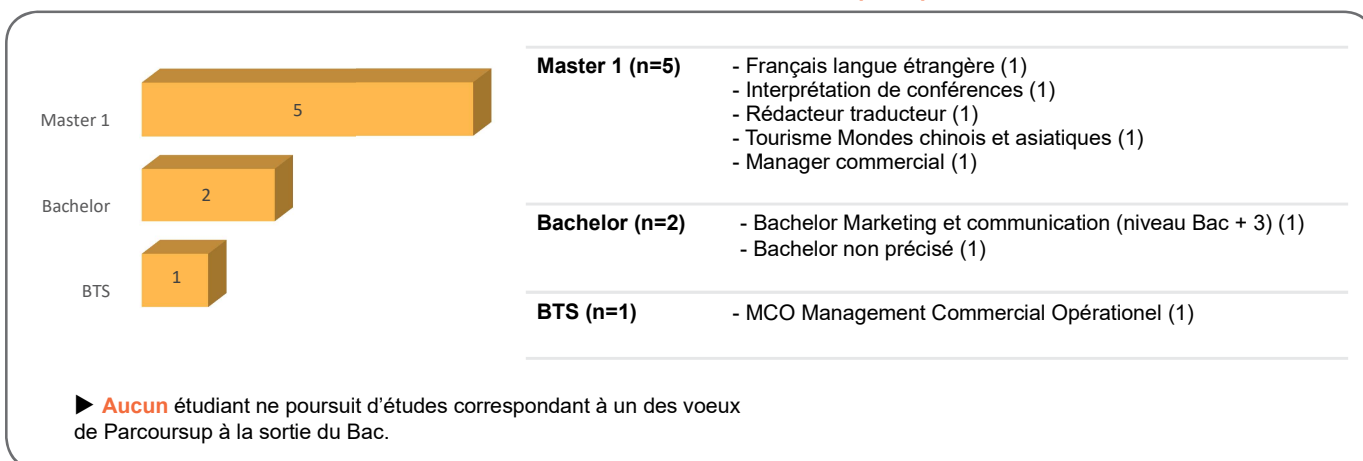 Master 1
5
Bachelor
2
BTS
1
Master 1 (n=5)
- Français langue étrangère (1)
- Interprétation de conférences (1)
- Rédacteur traducteur (1)
- Tourisme Mondes chinois et asiatiques (1)
- Manager commercial (1)
Bachelor (n=2)
- Bachelor Marketing et communication (niveau Bac + 3) (1)
- Bachelor non précisé (1)
BTS (n=1)
- MCO Management Commercial Opérationel (1)
▶ Aucun étudiant ne poursuit d’études correspondant à un des voeux
de Parcoursup à la sortie du Bac.